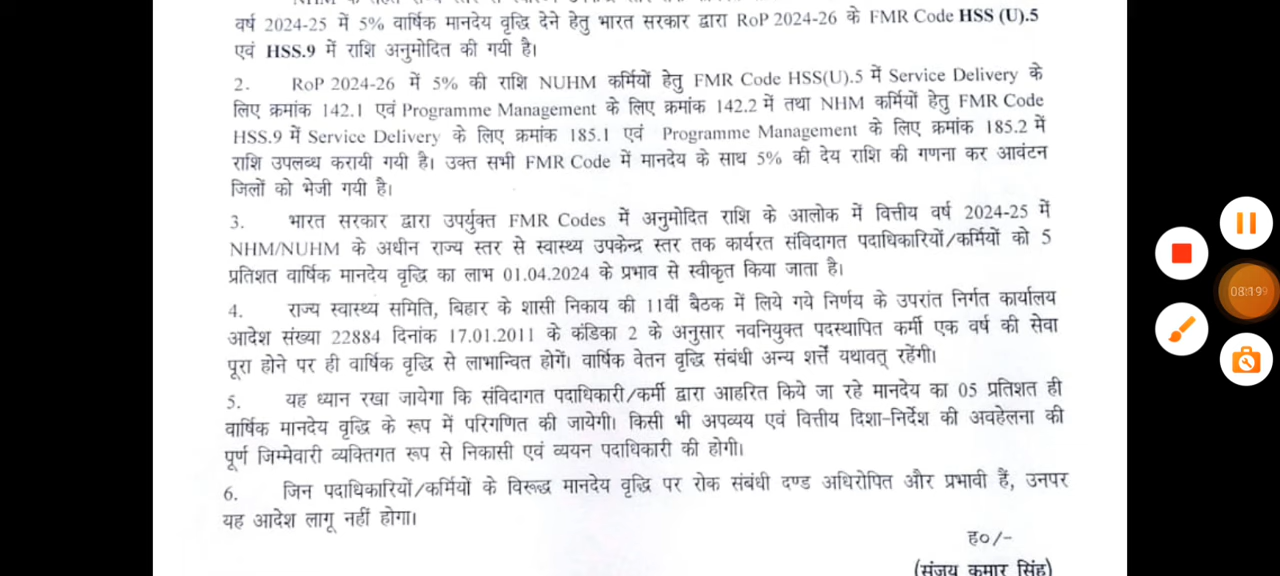 वर्ष 2024-25 में 5% वार्षिक मानदेय वृद्धि देने हेतु भारत सरकार द्वारा RoP 2024-26 के FMR Code HSS (U).5
एवं HSS.9 में राशि अनुमोदित की गयी है।
2. RoP 2024-26 में 5% की राशि NUHM कर्मियों हेतु FMR Code HSS(U).5 में Service Delivery के
लिए क्रमांक 142.1 एवं Programme Management के लिए क्रमांक 142.2 में तथा NHM कर्मियों हेतु FMR Code
HSS.9 में Service Delivery के लिए क्रमांक 185.1 एवं Programme Management के लिए क्रमांक 185.2 में
राशि उपलब्ध करायी गयी है। उक्त सभी FMR Code में मानदेय के साथ 5% की देय राशि की गणना कर आवंटन
जिलों को भेजी गयी है।
3. भारत सरकार द्वारा उपर्युक्त FMR Codes में अनुमोदित राशि के आलोक में वित्तीय वर्ष 2024-25 में
NHM/NUHM के अधीन राज्य स्तर से स्वास्थ्य उपकेन्द्र स्तर तक कार्यरत संविदागत पदाधिकारियों/कर्मियों को 5
प्रतिशत वार्षिक मानदेय वृद्धि का लाभ 01.04.2024 के प्रभाव से स्वीकृत किया जाता है।
4. राज्य स्वास्थ्य समिति, बिहार के शासी निकाय की 11वीं बैठक में लिये गये निर्णय के उपरांत निर्गत कार्यालय
आदेश संख्या 22884 दिनांक 17.01.2011 के कंडिका 2 के अनुसार नवनियुक्त पदस्थापित कर्मी एक वर्ष की सेवा
पूरा होने पर ही वार्षिक वृद्धि से लाभान्वित होगें। वार्षिक वेतन वृद्धि संबंधी अन्य शर्त्तें यथावत् रहेंगी।
5. यह ध्यान रखा जायेगा कि संविदागत पदाधिकारी/कर्मी द्वारा आहरित किये जा रहे मानदेय का 05 प्रतिशत ही
वार्षिक मानदेय वृद्धि के रूप में परिगणित की जायेगी। किसी भी अपव्यय एवं वित्तीय दिशा-निर्देश की अवहेलना की
पूर्ण जिम्मेवारी व्यक्तिगत रूप से निकासी एवं व्ययन पदाधिकारी की होगी।
6. जिन पदाधिकारियों/कर्मियों के विरूद्ध मानदेय वृद्धि पर रोक संबंधी दण्ड अधिरोपित और प्रभावी हैं, उनपर
यह आदेश लागू नहीं होगा।
ह०/-
(संजय कुमार सिंह)